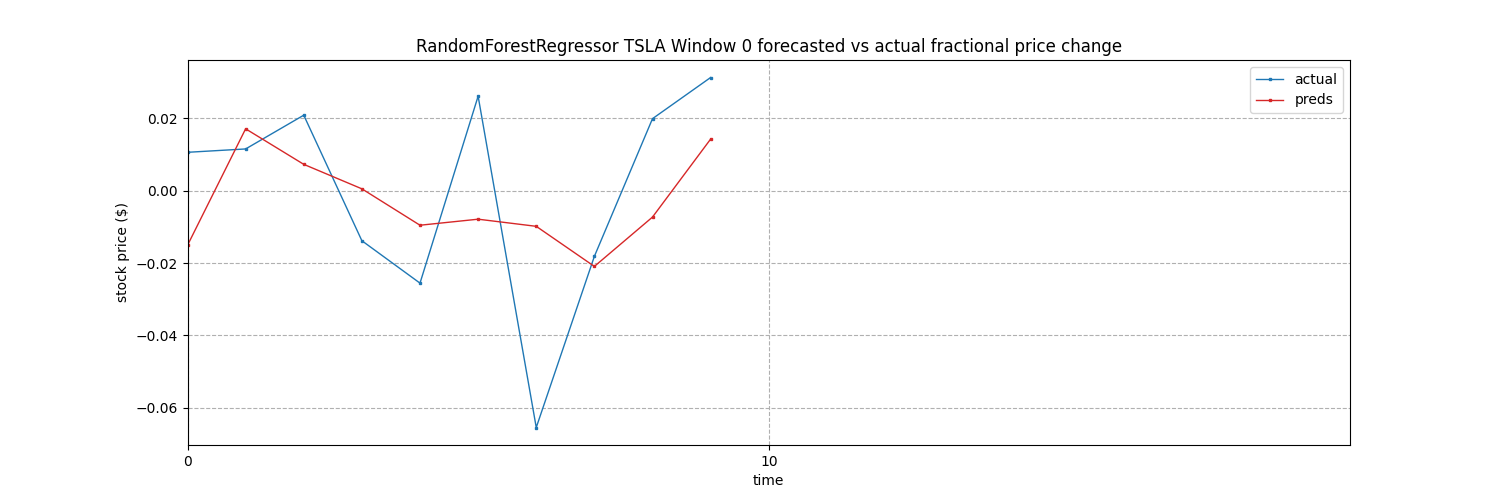 RandomForestRegressor TSLA Window 0 forecasted vs actual fractional price change
actual
preds
0.02
0.00
−0.02
−0.04
−0.06
stock price ($)
0
10
time